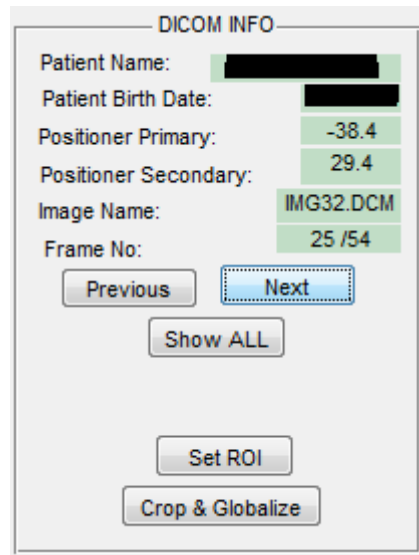 DICOM INFO
Patient Name:
Patient Birth Date:
Positioner Primary: -38.4
Positioner Secondary: 29.4
Image Name: IMG32.DCM
Frame No: 25 /54
Previous Next
Show ALL
Set ROI
Crop & Globalize